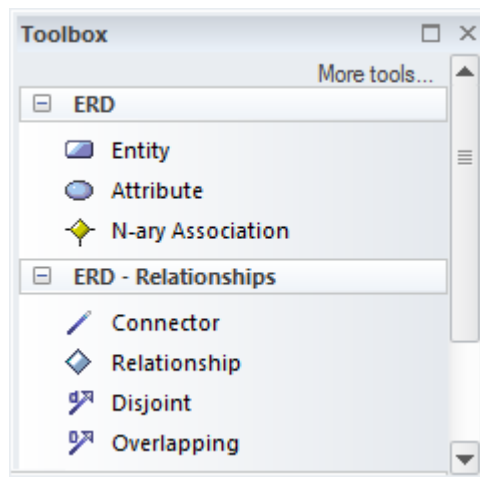 Toolbox
More tools...
ERD
Entity
Attribute
N-ary Association
ERD - Relationships
Connector
Relationship
Disjoint
Overlapping